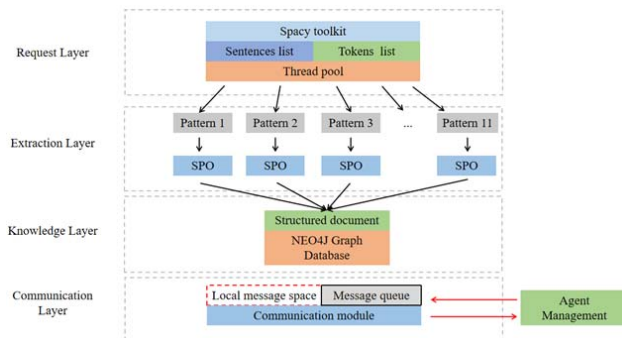 Request Layer
Spacy toolkit
Sentences list
Tokens list
Thread pool
Extraction Layer
Pattern 1
Pattern 2
Pattern 3
...
Pattern 11
SPO
SPO
SPO
SPO
Knowledge Layer
Structured document
NEO4J Graph
Database
Communication
Layer
Local message space
Message queue
Communication module
Agent
Management